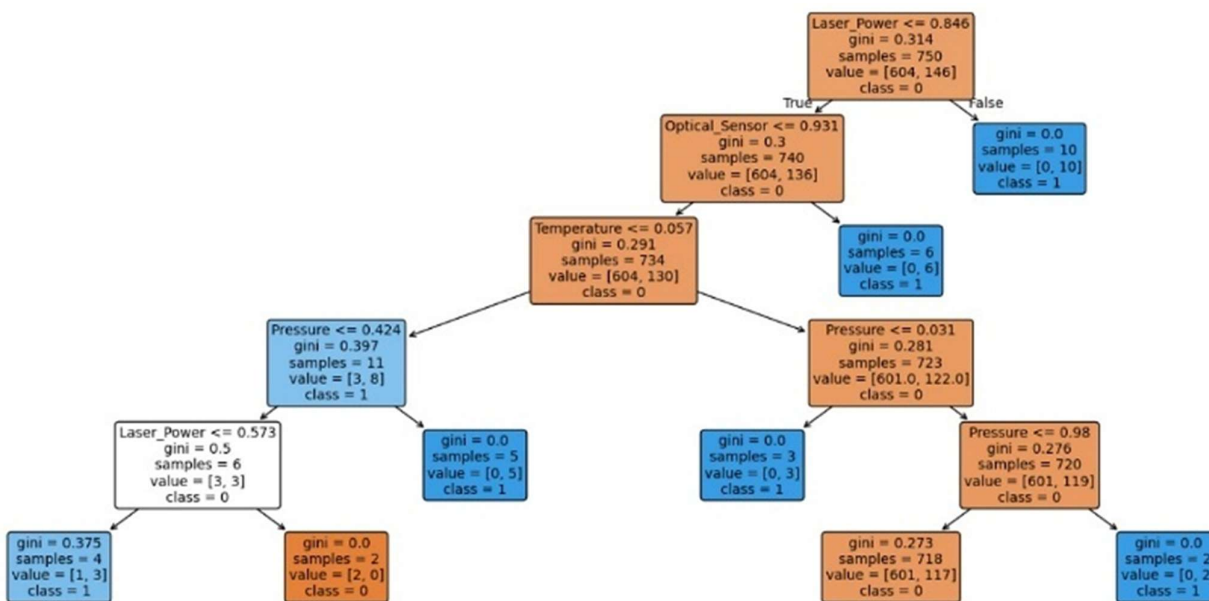 Laser_Power <= 0.846
gini = 0.314
samples = 750
value = [604, 146]
class = 0
True
False
Optical_Sensor <= 0.931
gini = 0.3
samples = 740
value = [604, 136]
class = 0
gini = 0.0
samples = 10
value = [0, 10]
class = 1
Temperature <= 0.057
gini = 0.291
samples = 734
value = [604, 130]
class = 0
gini = 0.0
samples = 6
value = [0, 6]
class = 1
Pressure <= 0.424
gini = 0.397
samples = 11
value = [3, 8]
class = 1
Pressure <= 0.031
gini = 0.281
samples = 723
value = [601.0, 122.0]
class = 0
Laser_Power <= 0.573
gini = 0.5
samples = 6
value = [3, 3]
class = 0
gini = 0.0
samples = 5
value = [0, 5]
class = 1
gini = 0.0
samples = 3
value = [0, 3]
class = 1
Pressure <= 0.98
gini = 0.276
samples = 720
value = [601, 119]
class = 0
gini = 0.375
samples = 4
value = [1, 3]
class = 1
gini = 0.0
samples = 2
value = [2, 0]
class = 0
gini = 0.273
samples = 718
value = [601, 117]
class = 0
gini = 0.0
samples = 2
value = [0, 2
class = 1